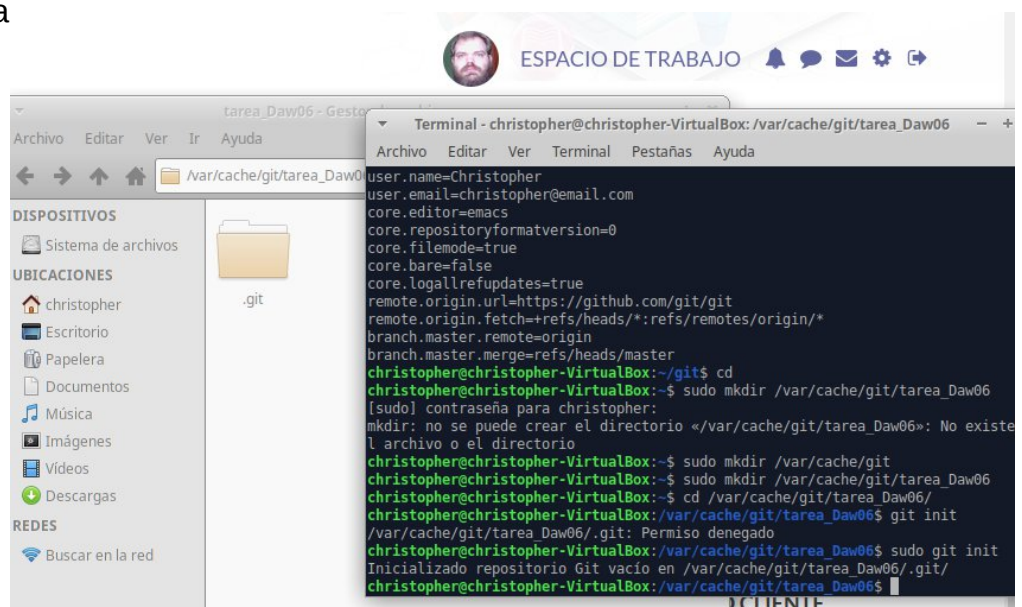 a
ESPACIO DE TRABAJO
tarea_Daw06 - Gesto
Archivo Editar Ver Ir Ayuda
/var/cache/git/tarea_Daw0
DISPOSITIVOS
Sistema de archivos
UBICACIONES
christopher
Escritorio
Papelera
Documentos
Música
Imágenes
Vídeos
Descargas
REDES
Buscar en la red
.git
Terminal - christopher@christopher-VirtualBox: /var/cache/git/tarea_Daw06
Archivo Editar Ver Terminal Pestañas Ayuda
user.name=Christopher
user.email=christopher@email.com
core.editor=emacs
core.repositoryformatversion=0
core.filemode=true
core.bare=false
core.logallrefupdates=true
remote.origin.url=https://github.com/git/git
remote.origin.fetch=+refs/heads/*:refs/remotes/origin/*
branch.master.remote=origin
branch.master.merge=refs/heads/master
christopher@christopher-VirtualBox:~/git$ cd
christopher@christopher-VirtualBox:~$ sudo mkdir /var/cache/git/tarea_Daw06
[sudo] contraseña para christopher:
mkdir: no se puede crear el directorio «/var/cache/git/tarea_Daw06»: No existe
l archivo o el directorio
christopher@christopher-VirtualBox:~$ sudo mkdir /var/cache/git
christopher@christopher-VirtualBox:~$ sudo mkdir /var/cache/git/tarea_Daw06
christopher@christopher-VirtualBox:~$ cd /var/cache/git/tarea_Daw06/
christopher@christopher-VirtualBox:/var/cache/git/tarea_Daw06$ git init
/var/cache/git/tarea_Daw06/.git: Permiso denegado
christopher@christopher-VirtualBox:/var/cache/git/tarea_Daw06$ sudo git init
Inicializado repositorio Git vacío en /var/cache/git/tarea_Daw06/.git/
christopher@christopher-VirtualBox:/var/cache/git/tarea_Daw06$
CLIENTE